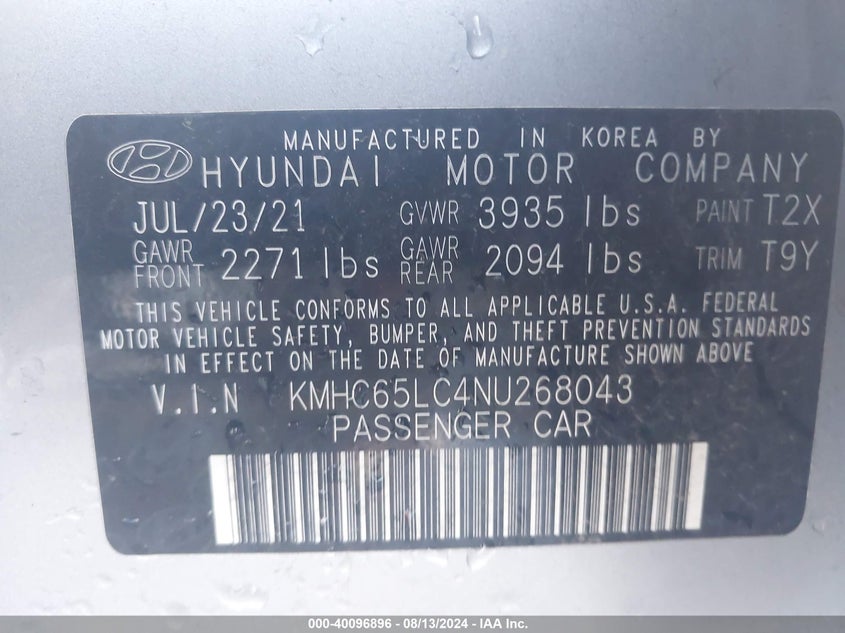 MANUFACTURED IN KOREA BY
HYUNDAI MOTOR COMPANY
JUL/23/21 GVWR 3935 lbs PAINT T2X
GAWR FRONT 2271 lbs GAWR REAR 2094 lbs TRIM T9Y
THIS VEHICLE CONFORMS TO ALL APPLICABLE U.S.A. FEDERAL
MOTOR VEHICLE SAFETY, BUMPER, AND THEFT PREVENTION STANDARDS
IN EFFECT ON THE DATE OF MANUFACTURE SHOWN ABOVE
V.I.N KMHC65LC4NU268043
PASSENGER CAR
000-40096896 - 08/13/2024 - IAA Inc.